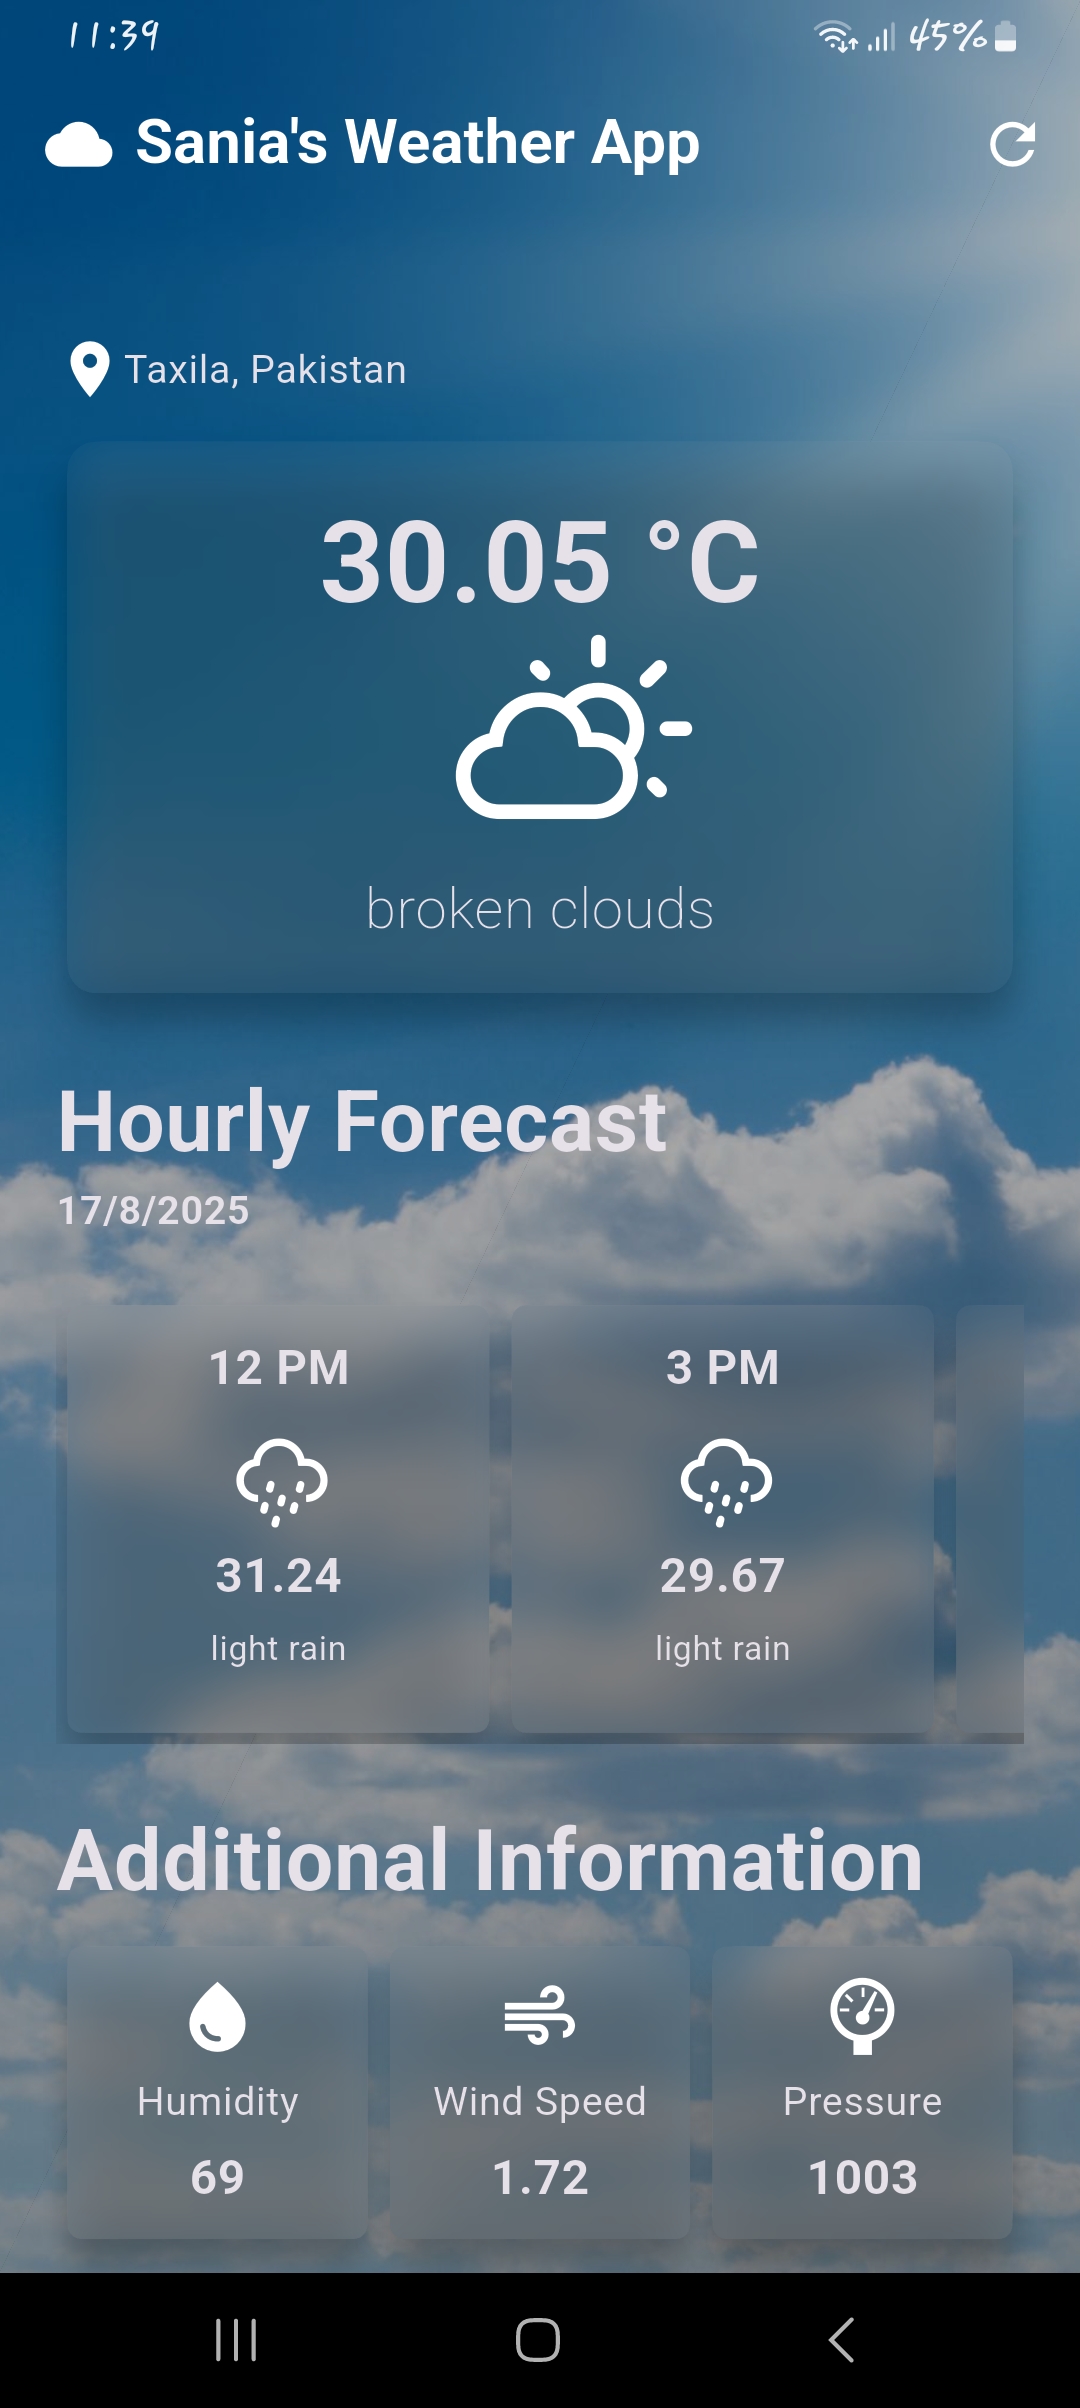 11:39 45%
Sania's Weather App
Taxila, Pakistan
30.05 °C
broken clouds
Hourly Forecast
17/8/2025
12 PM 3 PM
31.24 29.67
light rain light rain
Additional Information
Humidity Wind Speed Pressure
69 1.72 1003